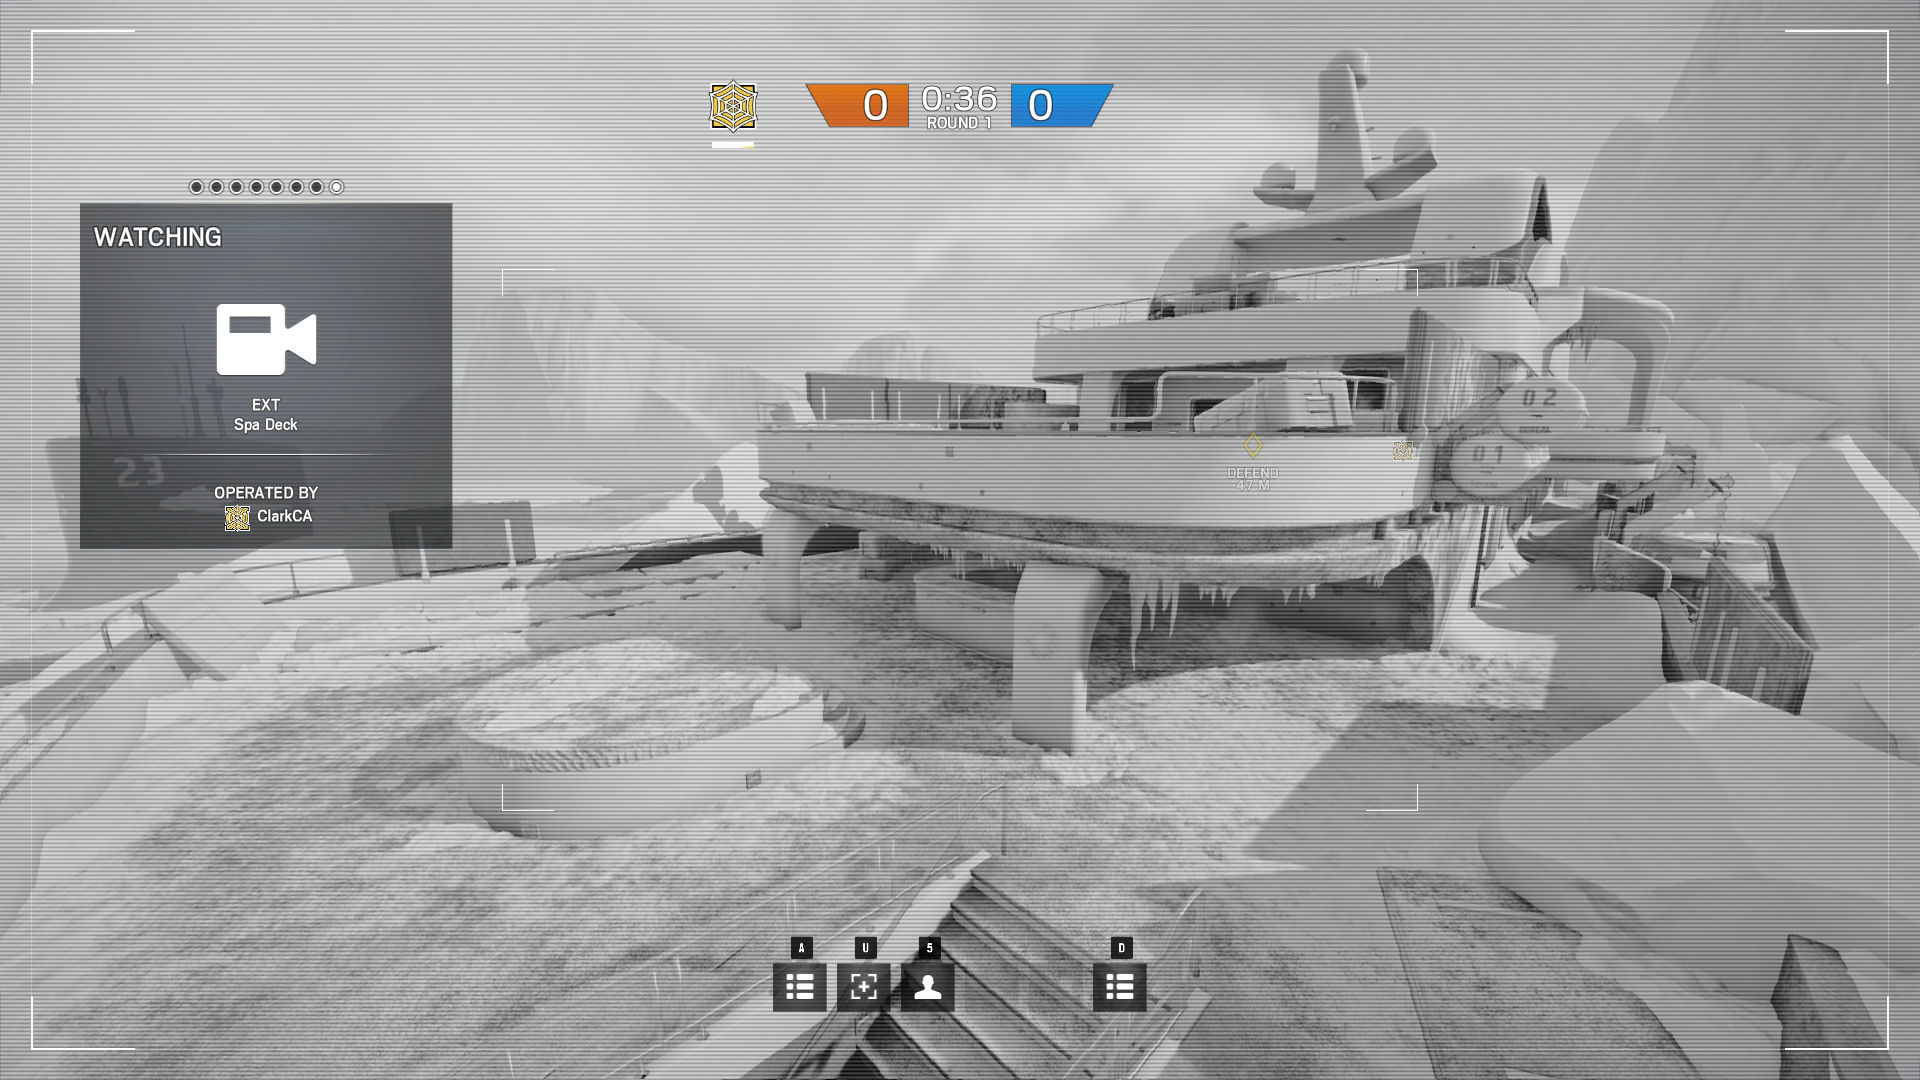 0
0:36
ROUND 1
0
WATCHING
EXT
Spa Deck
OPERATED BY
ClarkCA
23
02
01
DEFEND
47 M
A
U
5
D